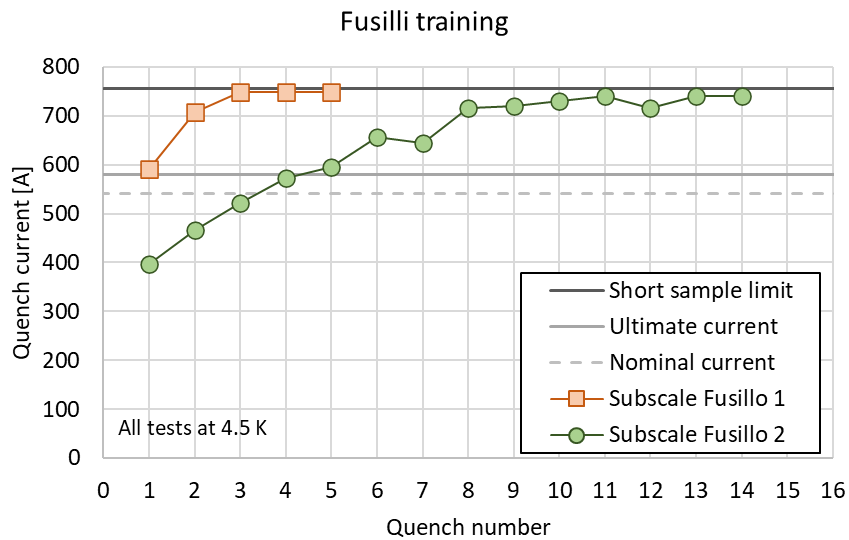 Fusilli training
800
700
600
500
400
300
200
100
0
Quench current [A]
Short sample limit
Ultimate current
Nominal current
Subscale Fusillo 1
Subscale Fusillo 2
All tests at 4.5 K
0 1 2 3 4 5 6 7 8 9 10 11 12 13 14 15 16
Quench number